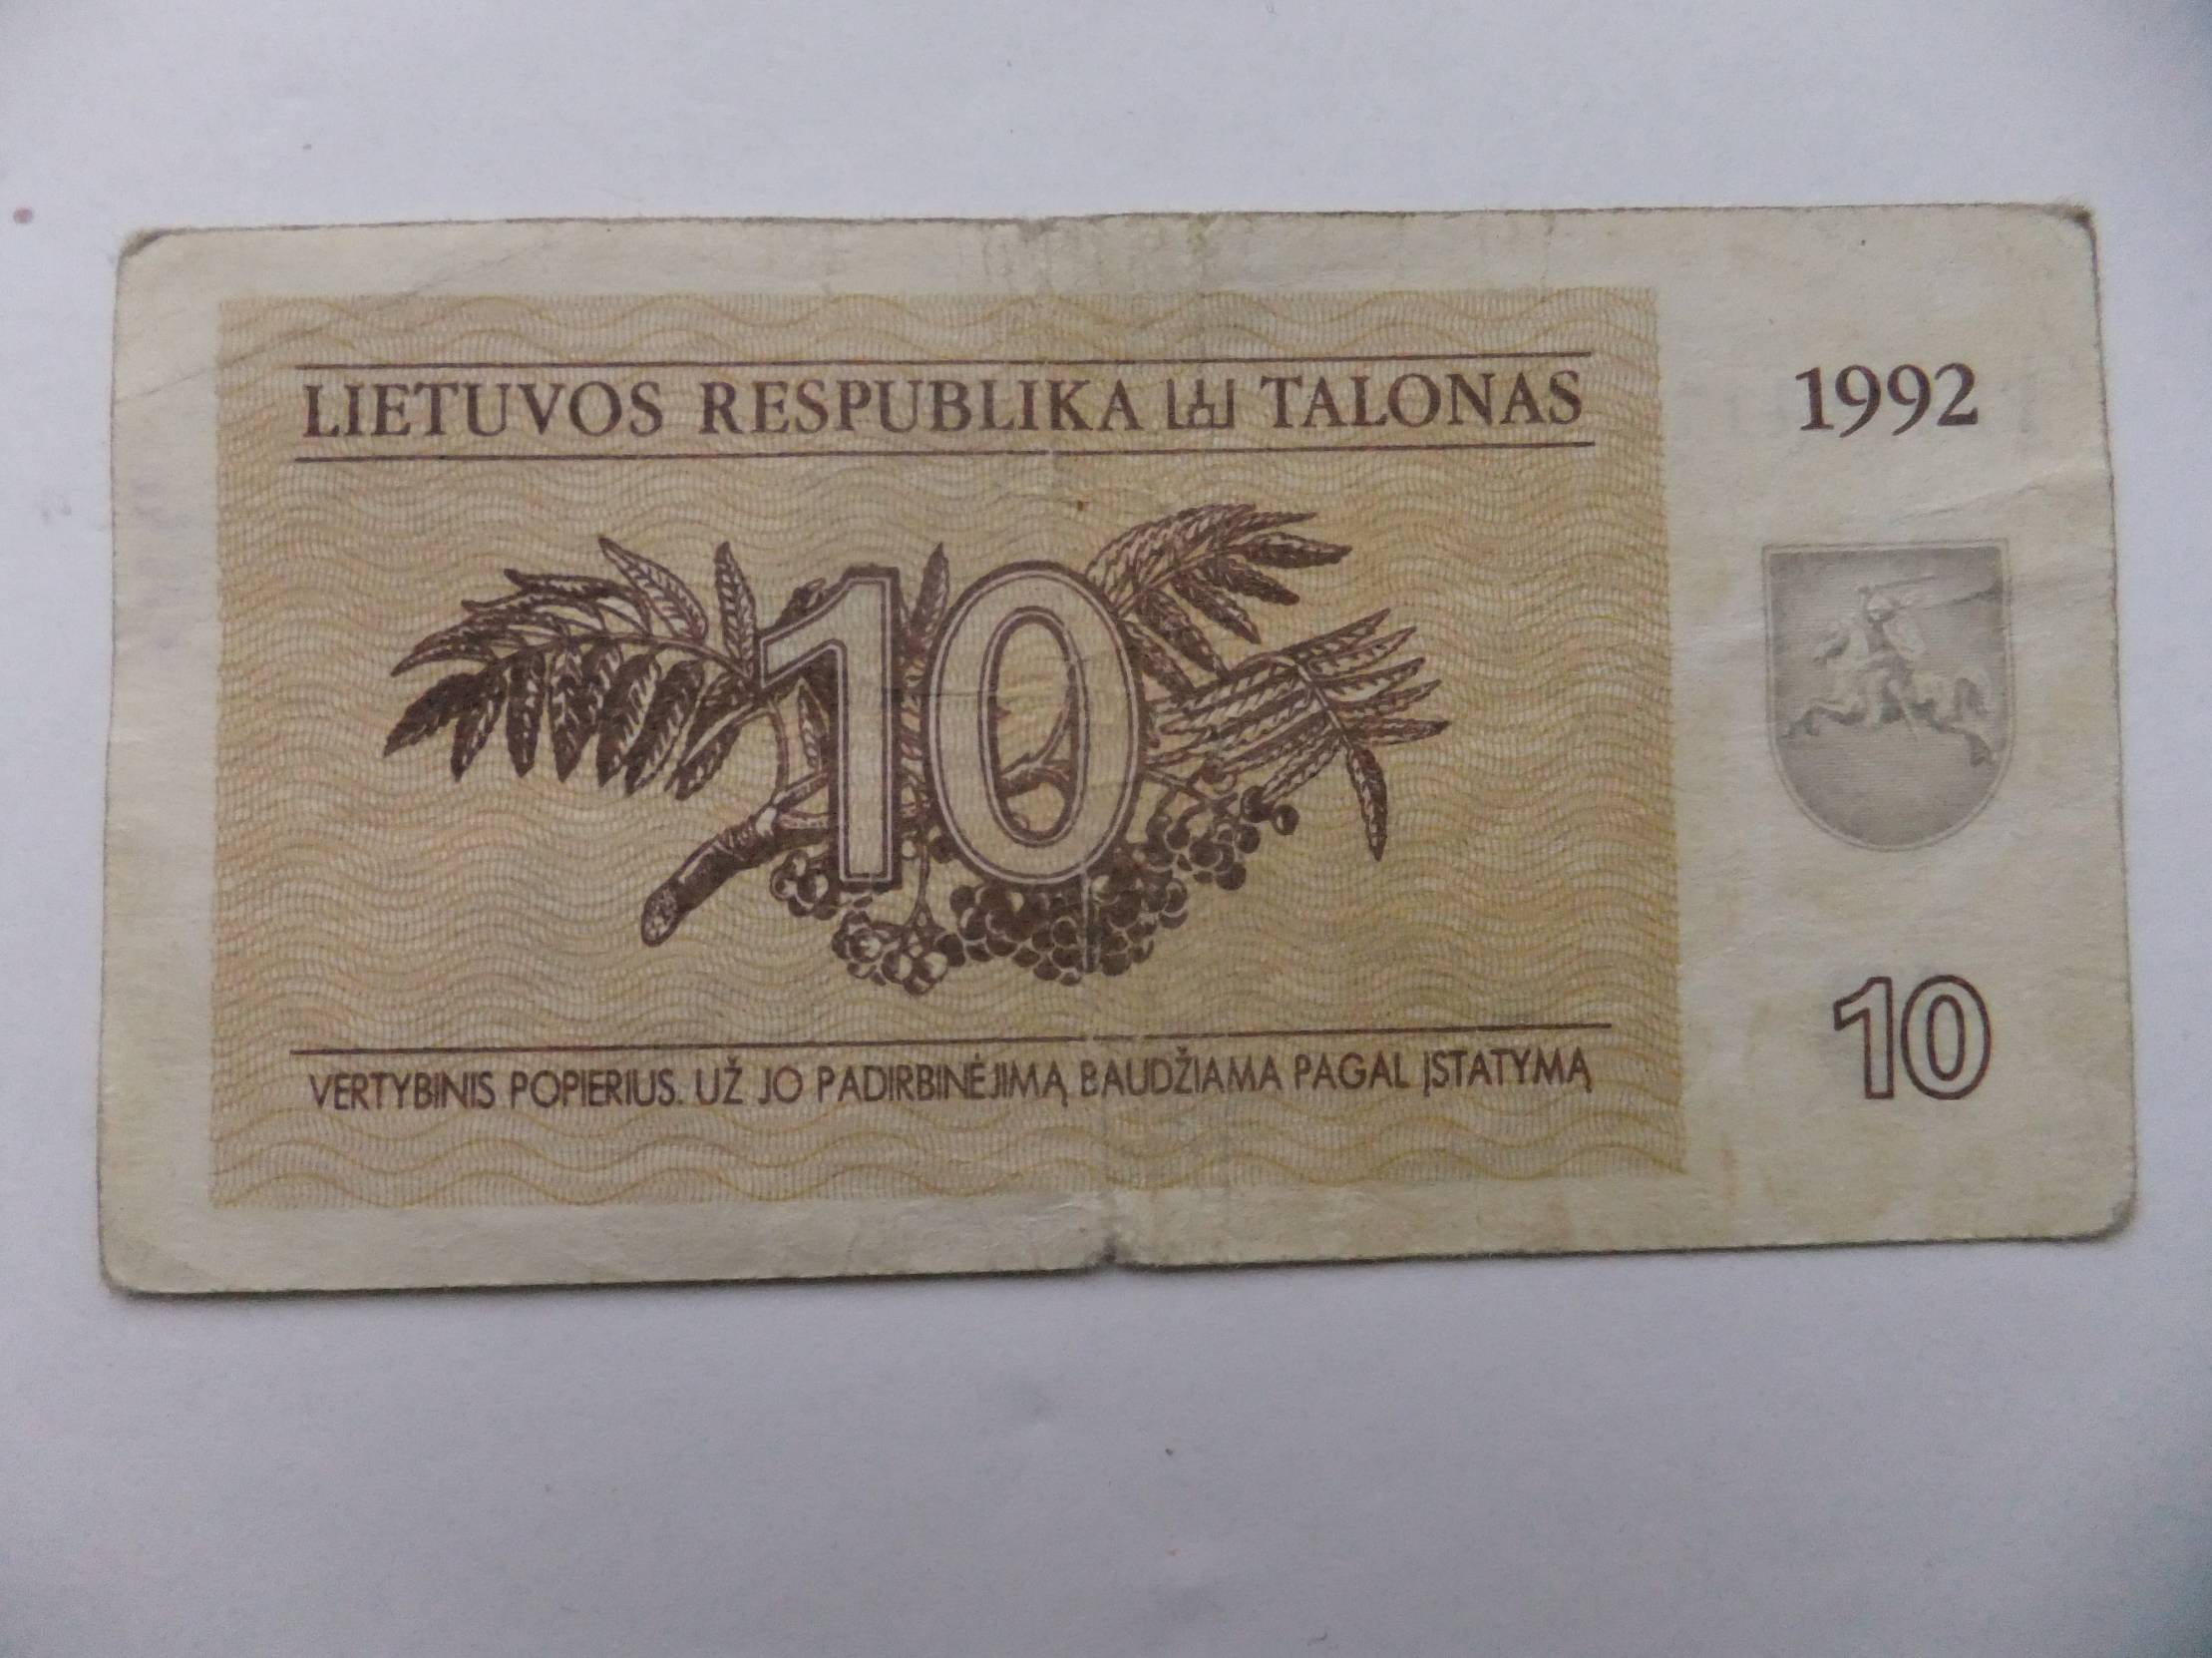 LIETUVOS RESPUBLIKA TALONAS
1992
10
10
VERTYBINIS POPIERIUS. UŽ JO PADIRBINĖJIMĄ BAUDŽIAMA PAGAL ĮSTATYMĄ